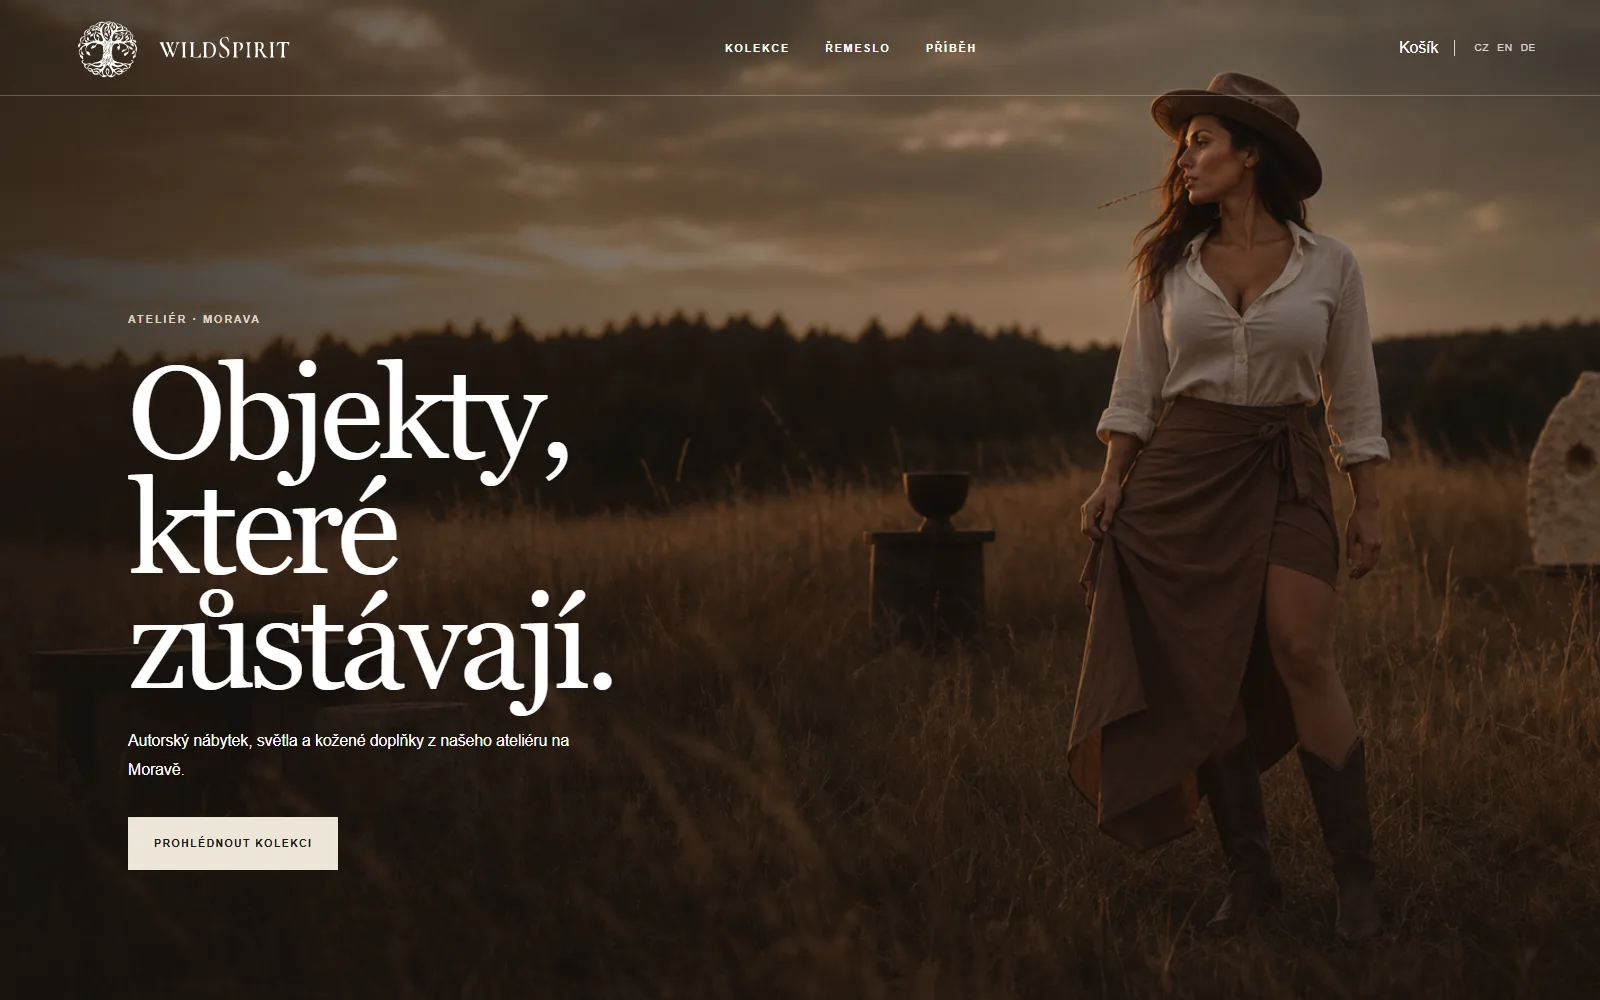 WILDSPIRIT
KOLEKCE ŘEMESLO PŘÍBĚH
Košík | CZ EN DE
ATELIÉR · MORAVA
Objekty,
které
zůstávají.
Autorský nábytek, světla a kožené doplňky z našeho ateliéru na
Moravě.
PROHLÉDNOUT KOLEKCI